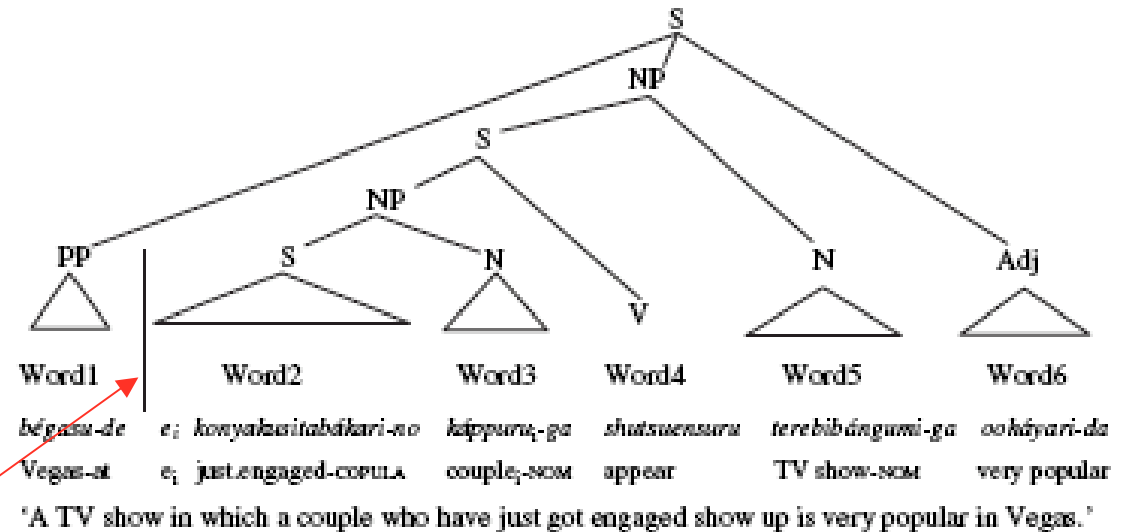 S
NP
S
NP
PP S N N Adj
V
Word1 Word2 Word3 Word4 Word5 Word6
bégasu-de eᵢ konyakusitabákari-no káppuruᵢ-ga shutsuensuru terebibángumi-ga ooháyari-da
Vegas-at eᵢ just.engaged-COPULA coupleᵢ-NOM appear TV show-NOM very popular
'A TV show in which a couple who have just got engaged show up is very popular in Vegas.'